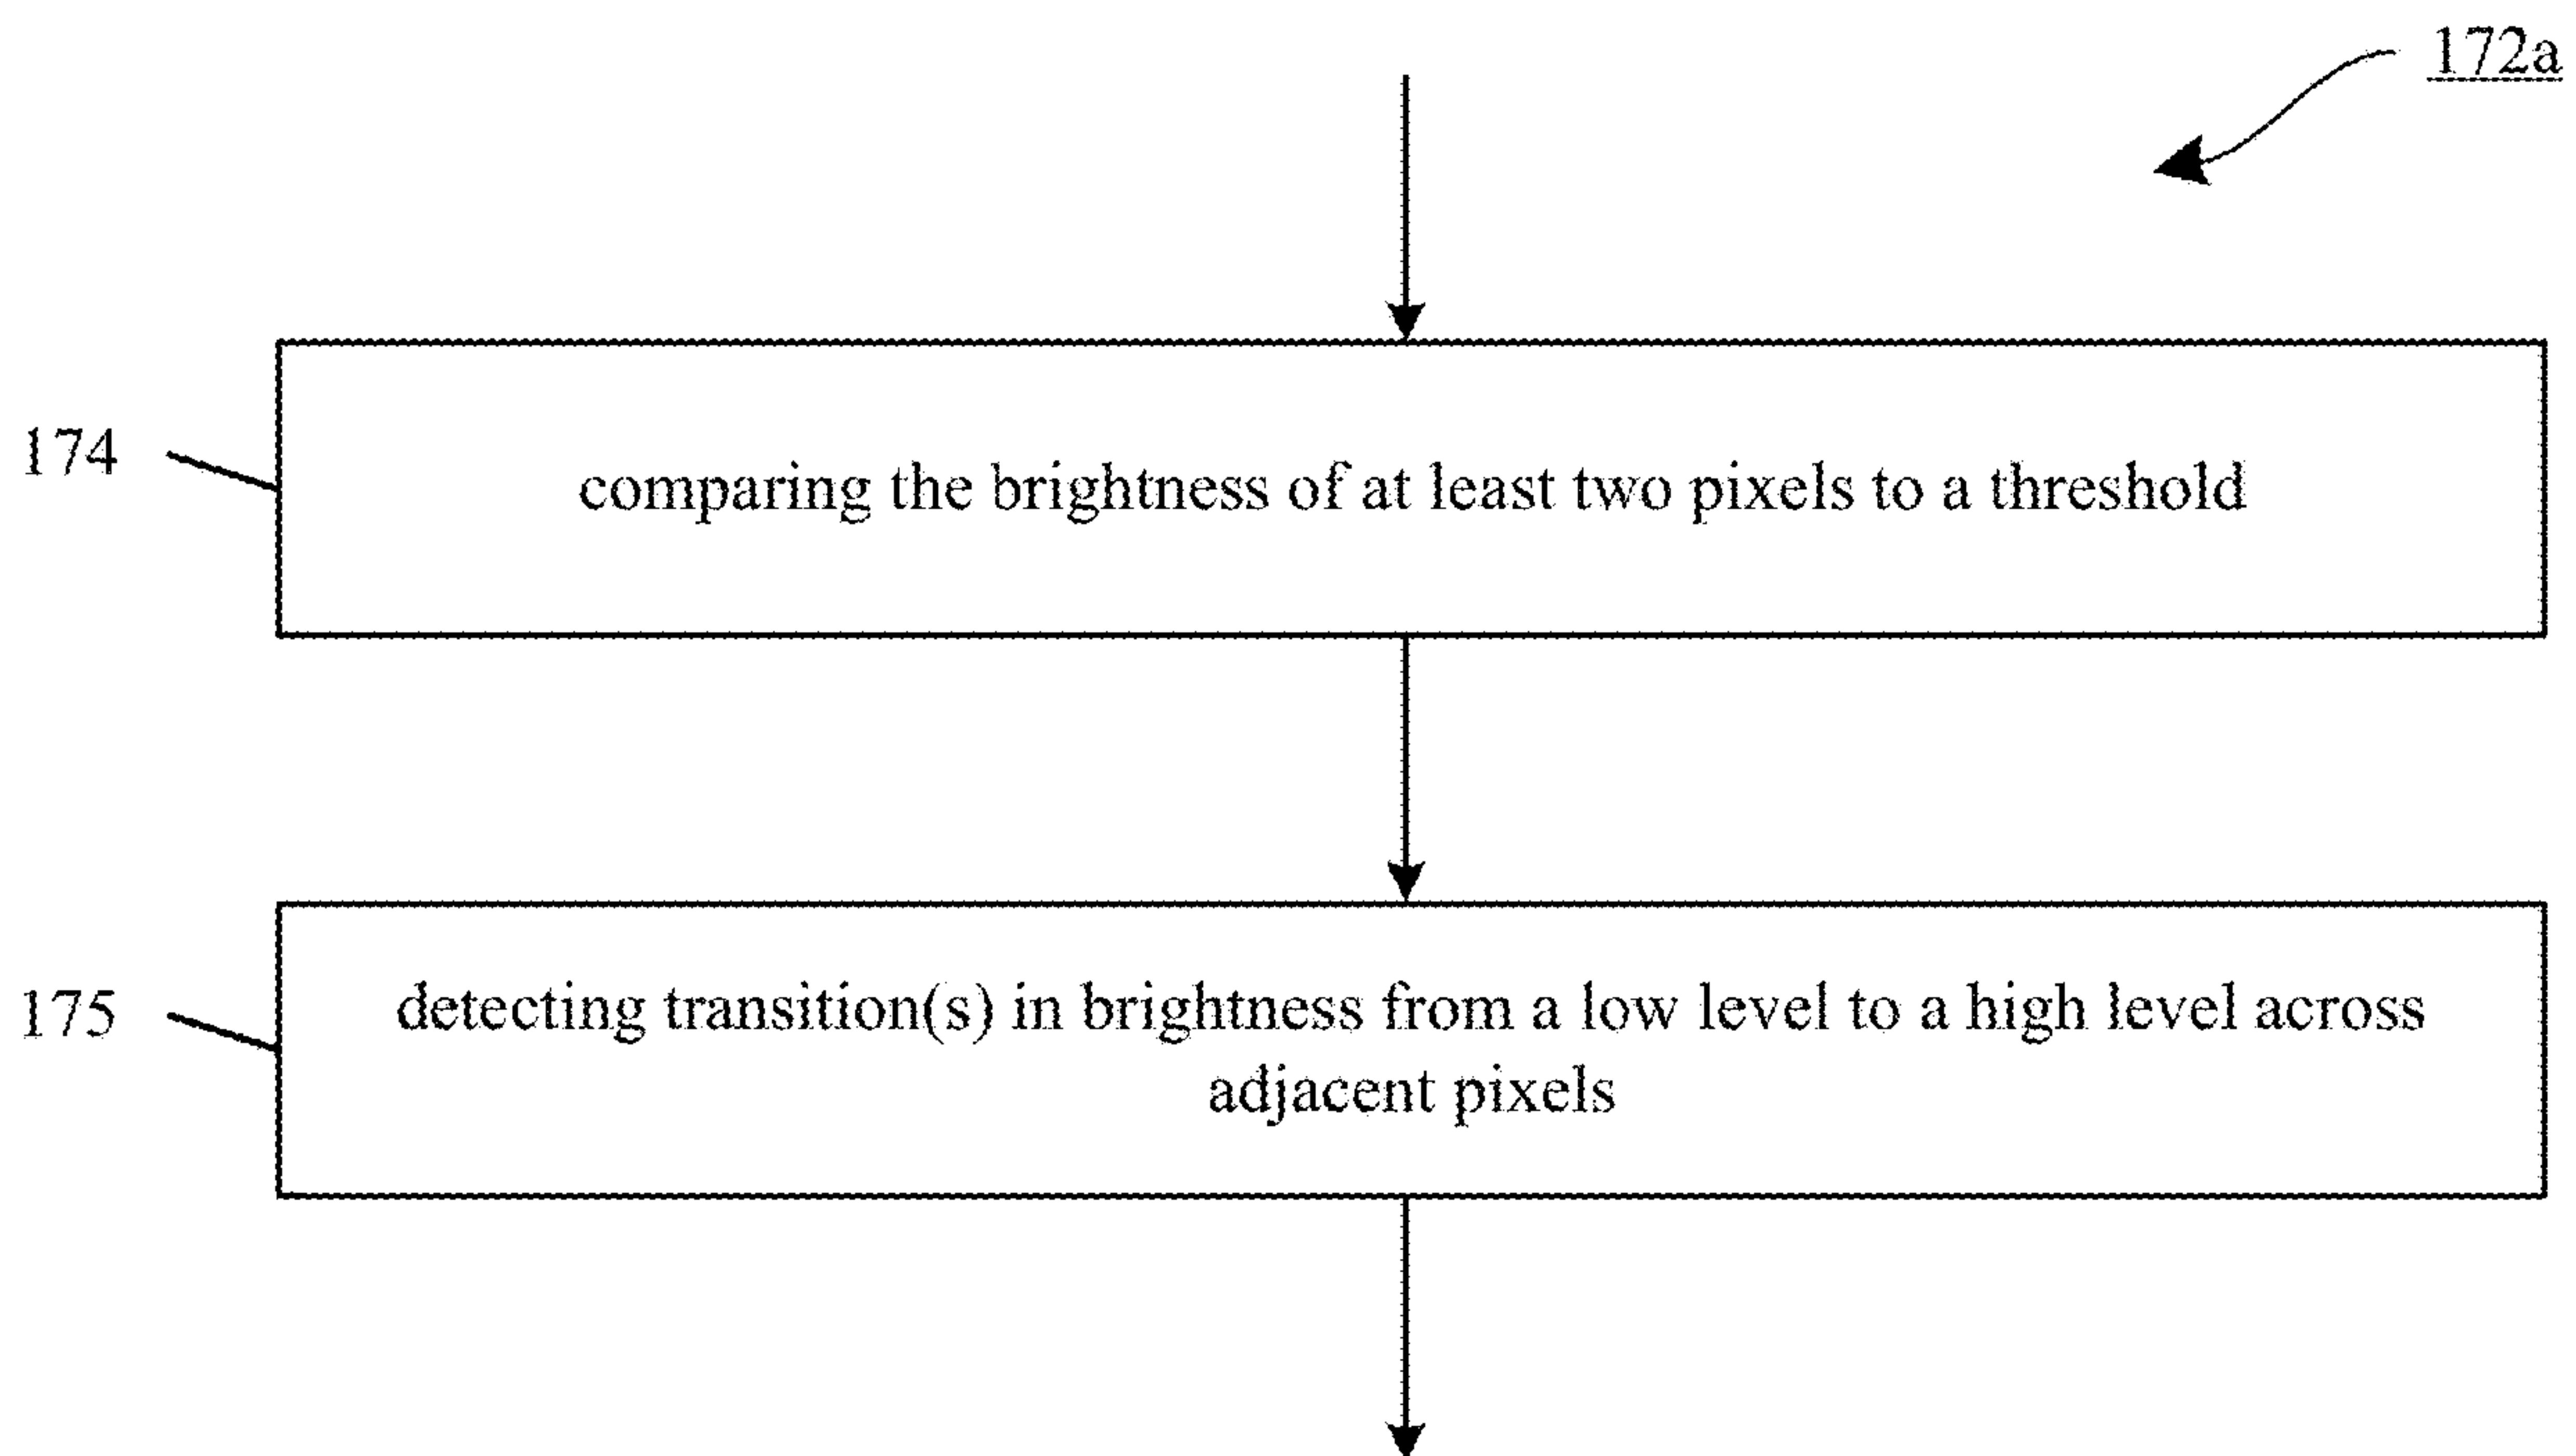 172a
174
comparing the brightness of at least two pixels to a threshold
175
detecting transition(s) in brightness from a low level to a high level across
adjacent pixels